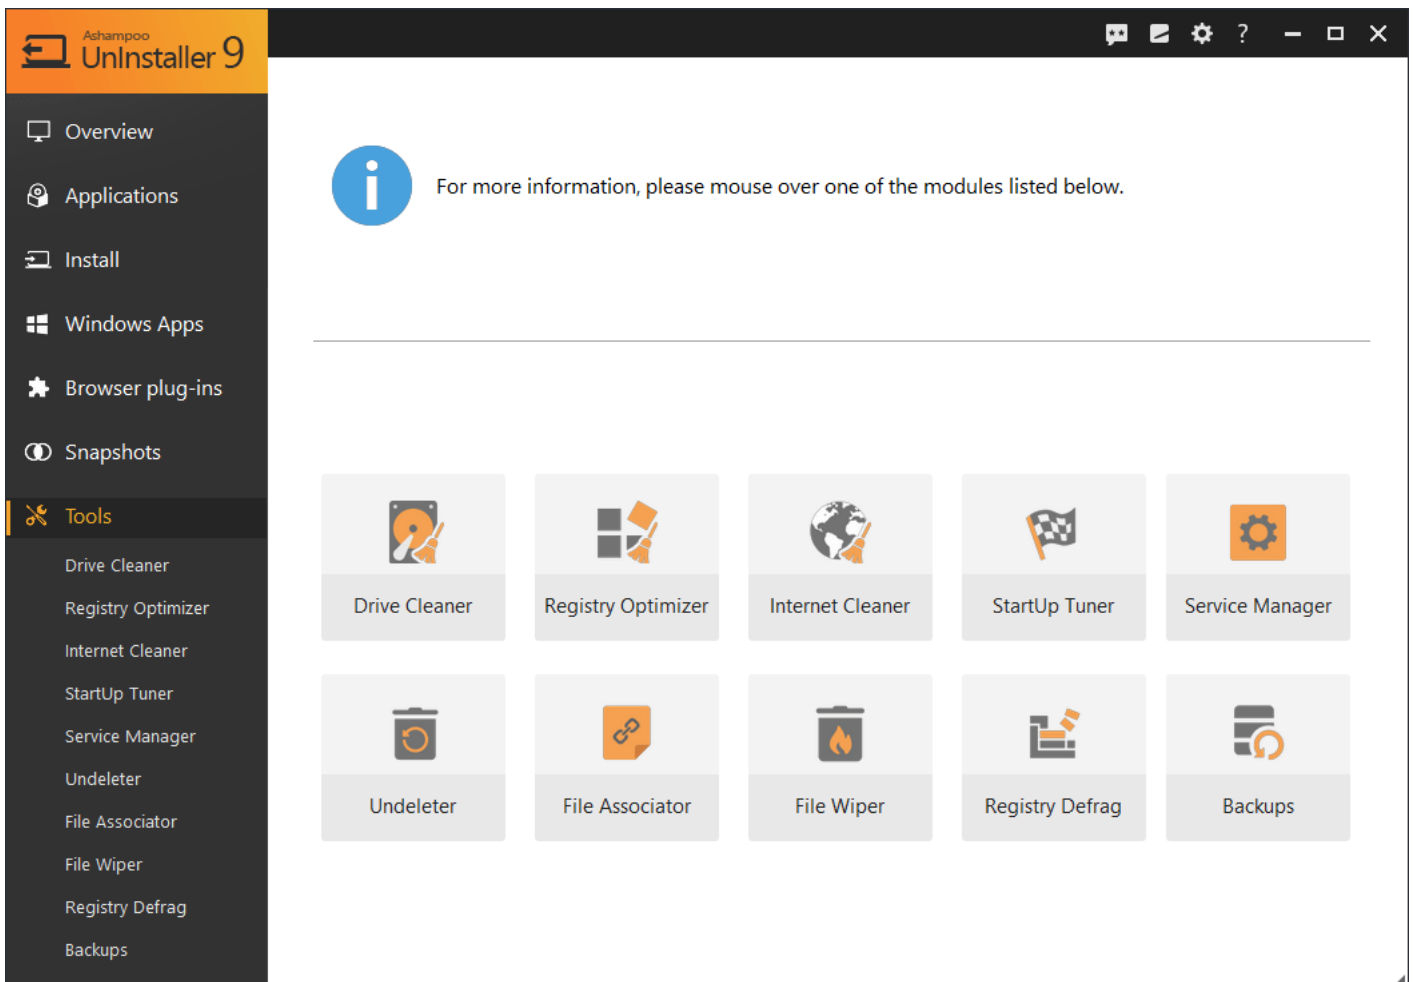 Ashampoo
UnInstaller 9
?
Overview
Applications
Install
Windows Apps
Browser plug-ins
Snapshots
Tools
Drive Cleaner
Registry Optimizer
Internet Cleaner
StartUp Tuner
Service Manager
Undeleter
File Associator
File Wiper
Registry Defrag
Backups
For more information, please mouse over one of the modules listed below.
Drive Cleaner
Registry Optimizer
Internet Cleaner
StartUp Tuner
Service Manager
Undeleter
File Associator
File Wiper
Registry Defrag
Backups